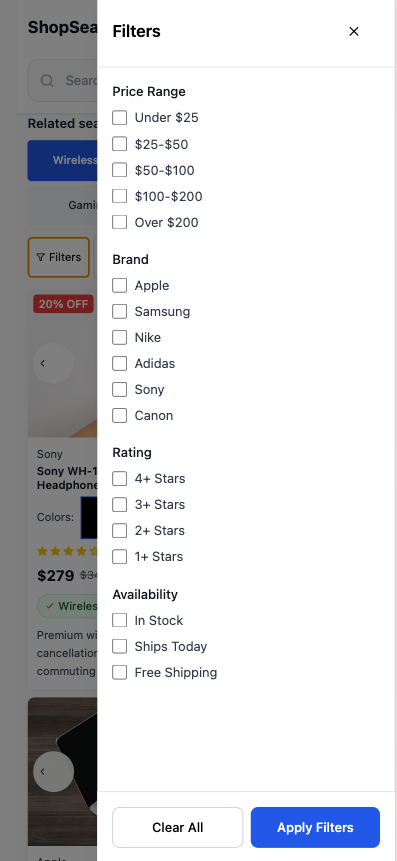 ShopSea
Filters
Searc
Related sea
Wireless
Gamin
Filters
20% OFF
Sony
Sony WH-1
Headphone
Colors:
$279 $34
Wireles
Premium wi
cancellation
commuting
Apple
Price Range
Under $25
$25-$50
$50-$100
$100-$200
Over $200
Brand
Apple
Samsung
Nike
Adidas
Sony
Canon
Rating
4+ Stars
3+ Stars
2+ Stars
1+ Stars
Availability
In Stock
Ships Today
Free Shipping
Clear All
Apply Filters